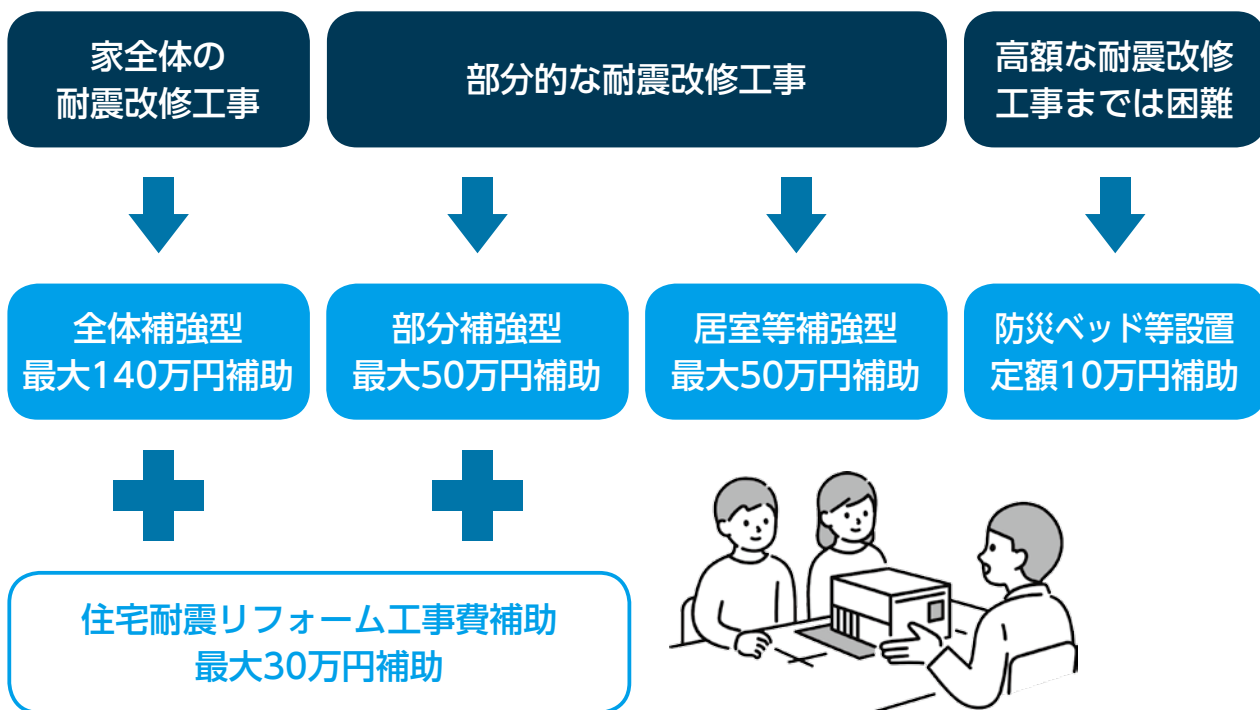 家全体の
耐震改修工事
部分的な耐震改修工事
高額な耐震改修
工事までは困難
全体補強型
最大140万円補助
部分補強型
最大50万円補助
居室等補強型
最大50万円補助
防災ベッド等設置
定額10万円補助
住宅耐震リフォーム工事費補助
最大30万円補助